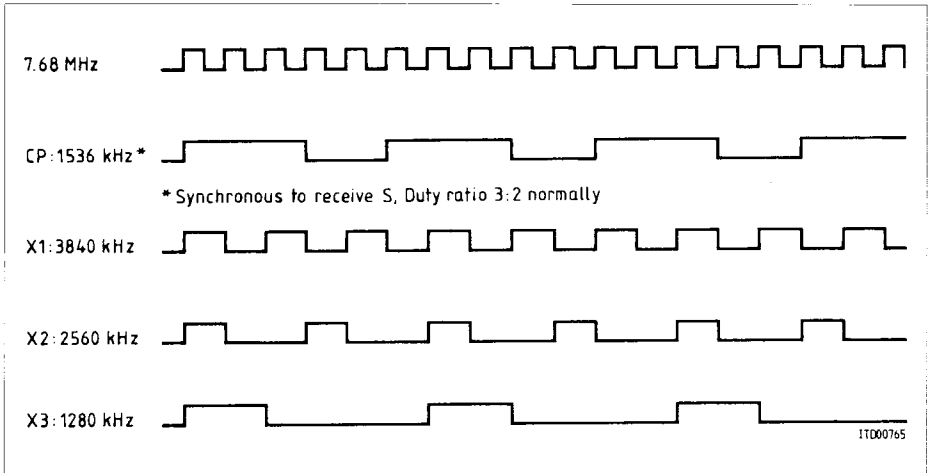 7.68 MHz
CP:1536 kHz*
* Synchronous to receive S, Duty ratio 3:2 normally
X1:3840 kHz
X2:2560 kHz
X3:1280 kHz
ITD00765